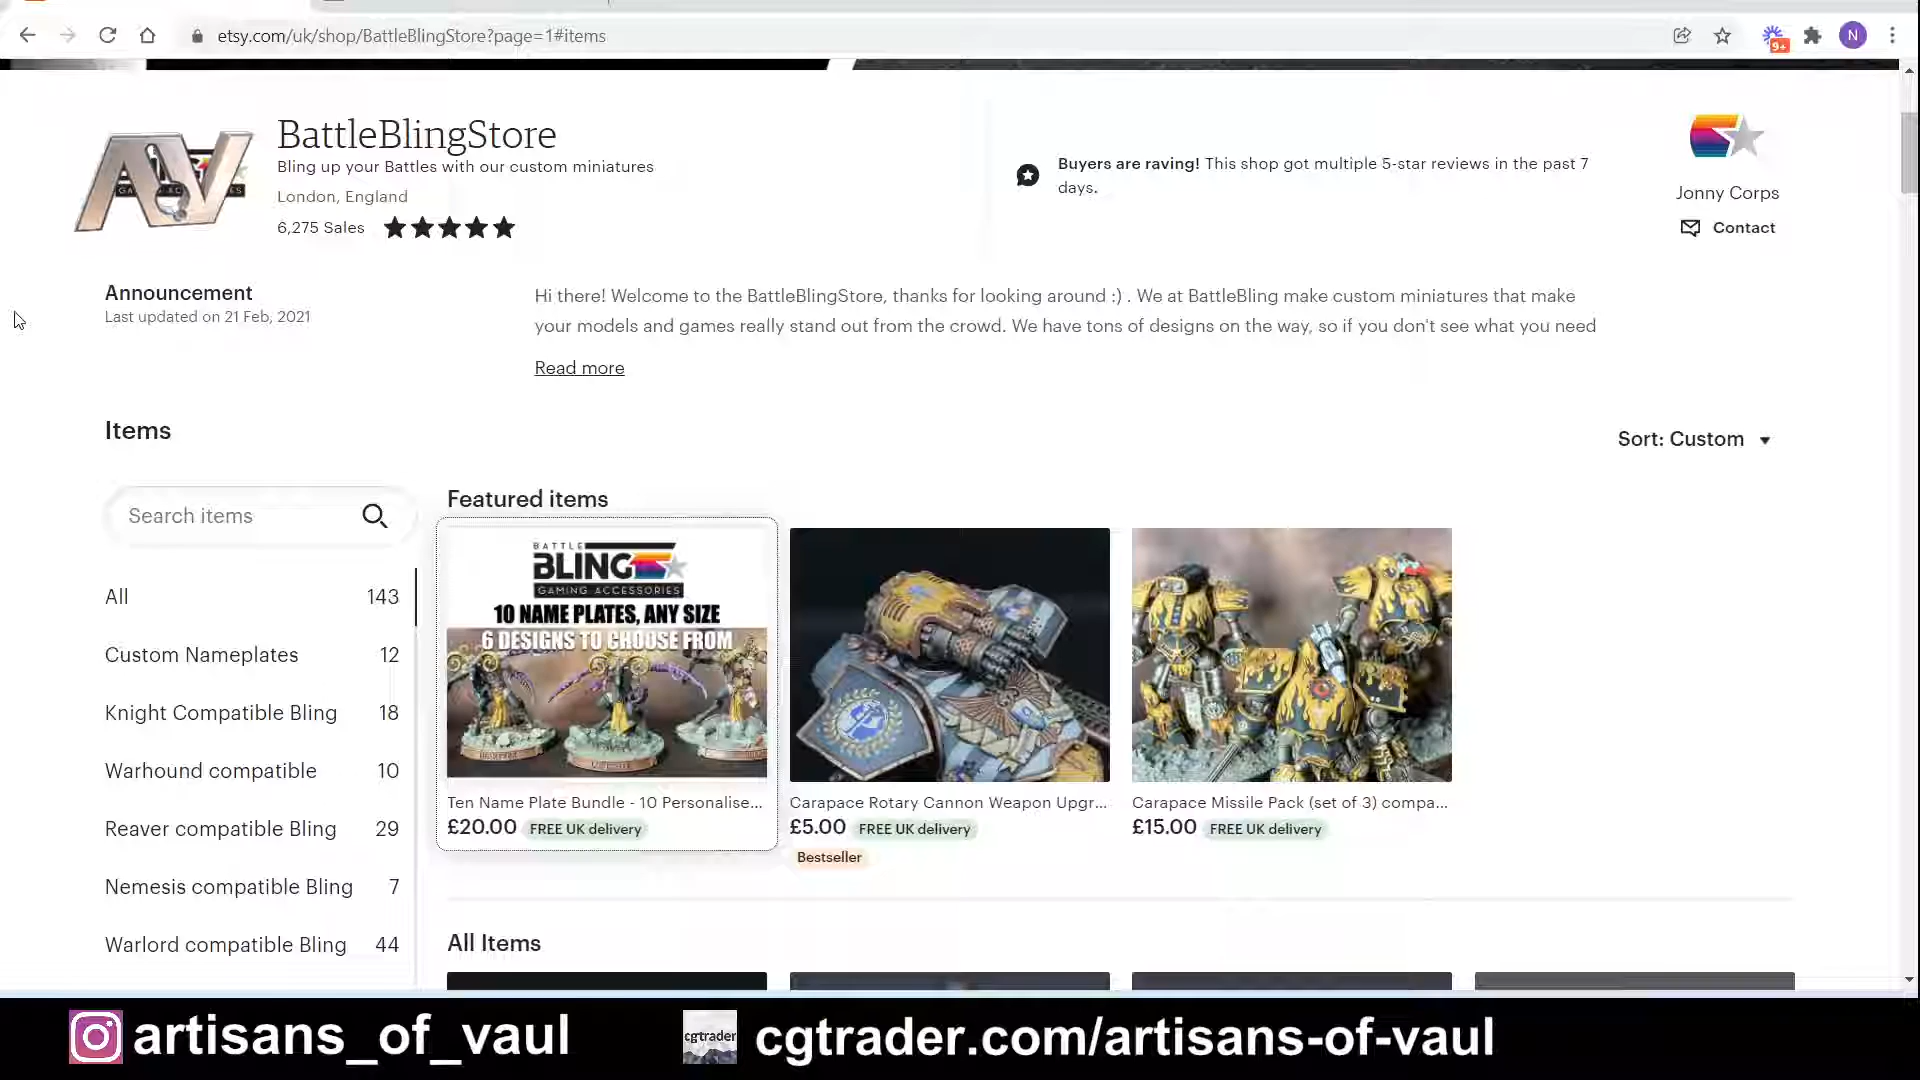 etsy.com/uk/shop/BattleBlingStore?page=1#items
9+
N
BattleBlingStore
Bling up your Battles with our custom miniatures
London, England
6,275 Sales
Buyers are raving! This shop got multiple 5-star reviews in the past 7
days.
Jonny Corps
Contact
Announcement
Last updated on 21 Feb, 2021
Hi there! Welcome to the BattleBlingStore, thanks for looking around :) . We at BattleBling make custom miniatures that make
your models and games really stand out from the crowd. We have tons of designs on the way, so if you don't see what you need
Read more
Items
Sort: Custom
Search items
Featured items
All 143
Custom Nameplates 12
Knight Compatible Bling 18
Warhound compatible 10
Reaver compatible Bling 29
Nemesis compatible Bling 7
Warlord compatible Bling 44
BATTLE
BLING
GAMING ACCESSORIES
10 NAME PLATES, ANY SIZE
6 DESIGNS TO CHOOSE FROM
Ten Name Plate Bundle - 10 Personalise...
£20.00 FREE UK delivery
Carapace Rotary Cannon Weapon Upgr...
£5.00 FREE UK delivery
Bestseller
Carapace Missile Pack (set of 3) compa...
£15.00 FREE UK delivery
All Items
artisans_of_vaul
cgtrader
cgtrader.com/artisans-of-vaul